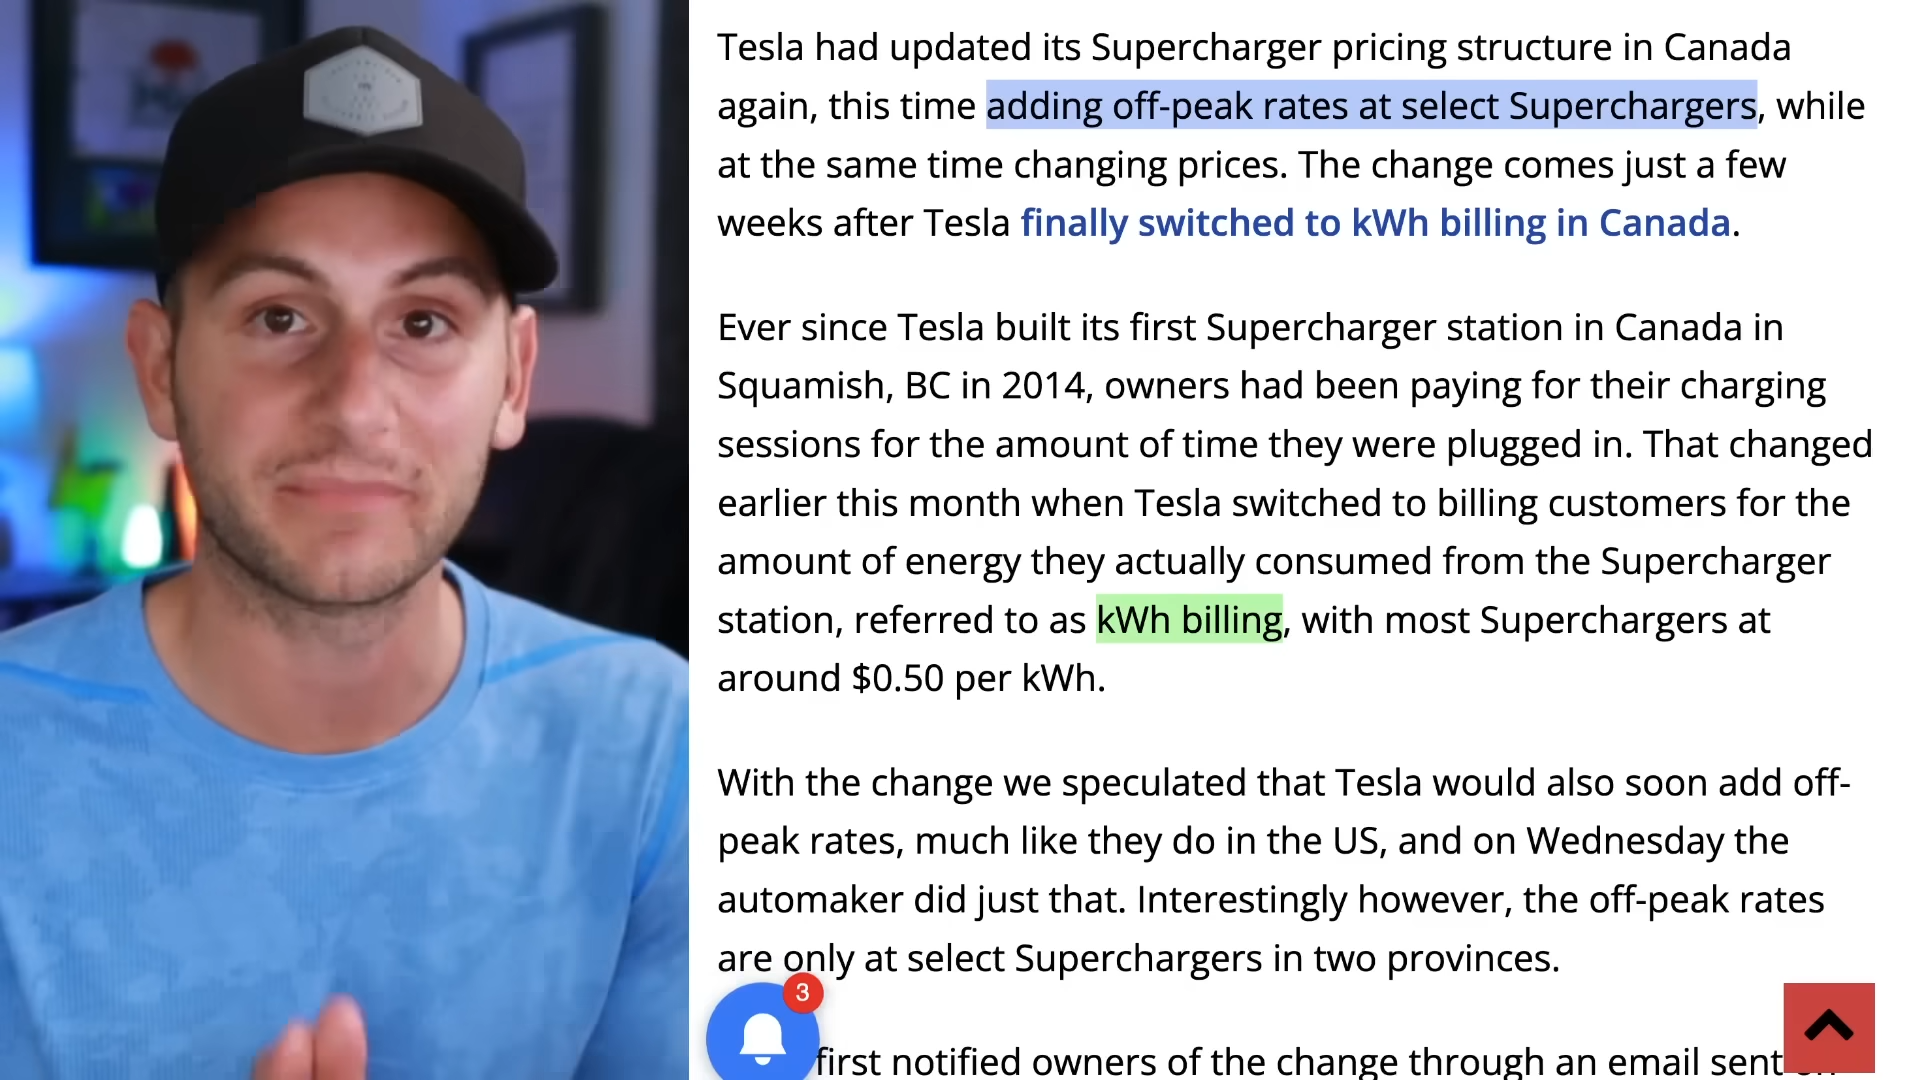 Tesla had updated its Supercharger pricing structure in Canada
again, this time adding off-peak rates at select Superchargers, while
at the same time changing prices. The change comes just a few
weeks after Tesla finally switched to kWh billing in Canada.
Ever since Tesla built its first Supercharger station in Canada in
Squamish, BC in 2014, owners had been paying for their charging
sessions for the amount of time they were plugged in. That changed
earlier this month when Tesla switched to billing customers for the
amount of energy they actually consumed from the Supercharger
station, referred to as kWh billing, with most Superchargers at
around $0.50 per kWh.
With the change we speculated that Tesla would also soon add off-
peak rates, much like they do in the US, and on Wednesday the
automaker did just that. Interestingly however, the off-peak rates
are only at select Superchargers in two provinces.
3
first notified owners of the change through an email sent